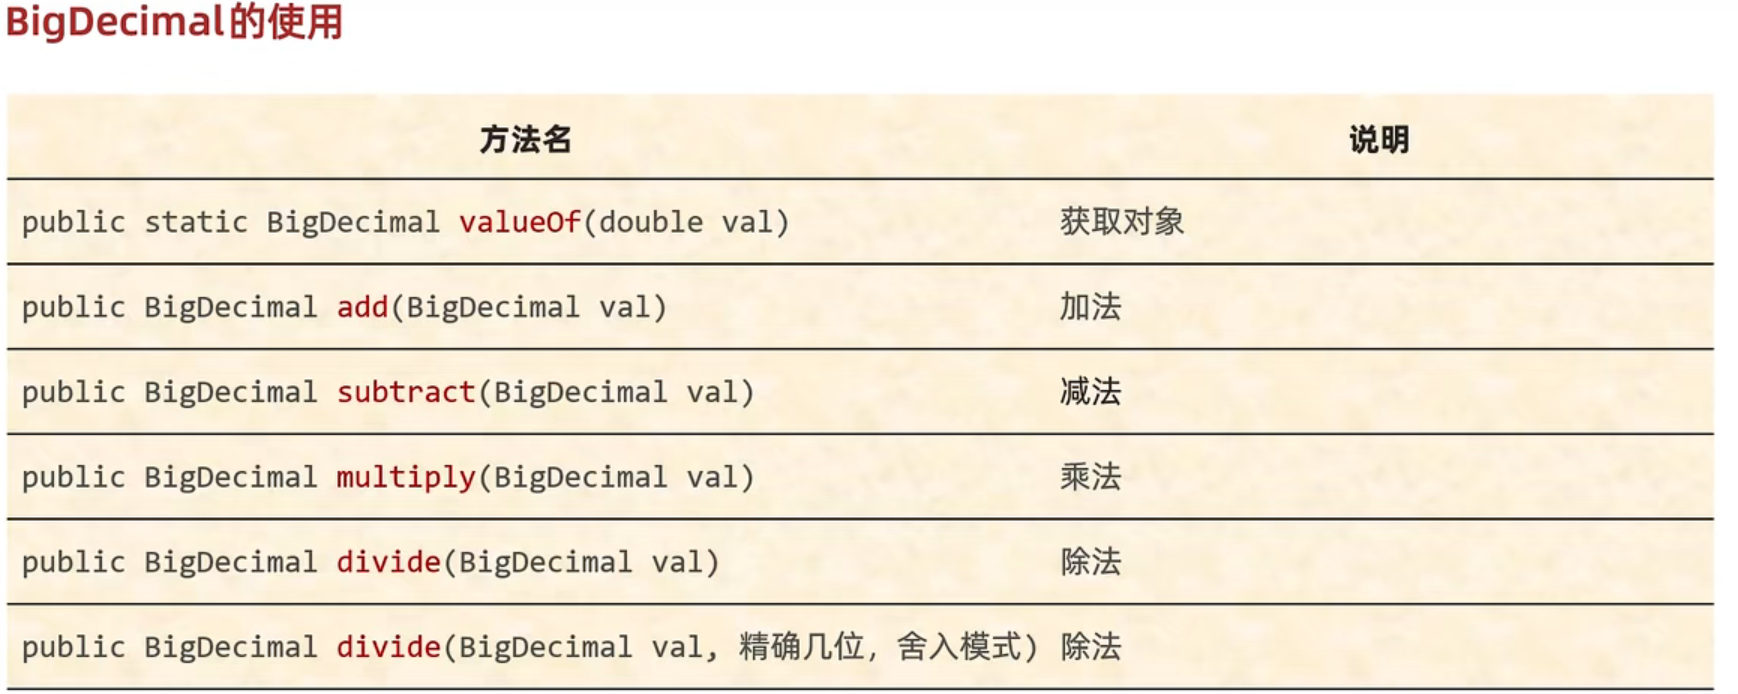 BigDecimal的使用
方法名 说明
public static BigDecimal valueOf(double val) 获取对象
public BigDecimal add(BigDecimal val) 加法
public BigDecimal subtract(BigDecimal val) 减法
public BigDecimal multiply(BigDecimal val) 乘法
public BigDecimal divide(BigDecimal val) 除法
public BigDecimal divide(BigDecimal val, 精确几位, 舍入模式) 除法